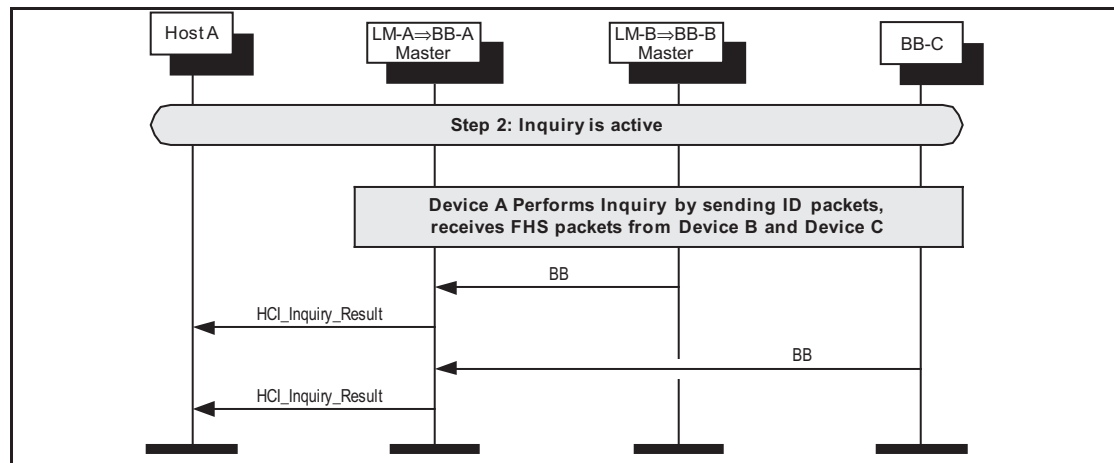 Host A
LM-A⇒BB-A
Master
LM-B⇒BB-B
Master
BB-C
Step 2: Inquiry is active
Device A Performs Inquiry by sending ID packets,
receives FHS packets from Device B and Device C
BB
HCI_Inquiry_Result
BB
HCI_Inquiry_Result